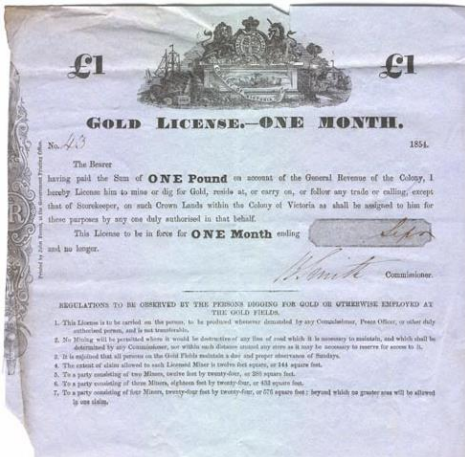 £1 £1
GOLD LICENSE.—ONE MONTH.
No. 43 1854.
The Bearer
having paid the Sum of ONE Pound on account of the General Revenue of the Colony, I
hereby License him to mine or dig for Gold, reside at, or carry on, or follow any trade or calling, except
that of Storekeeper, on such Crown Lands within the Colony of Victoria as shall be assigned to him for
these purposes by any one duly authorised in that behalf.
This License to be in force for ONE Month ending
and no longer.
Commissioner.
REGULATIONS TO BE OBSERVED BY THE PERSONS DIGGING FOR GOLD OR OTHERWISE EMPLOYED AT
THE GOLD FIELDS.
1. This License is to be carried on the person, to be produced whenever demanded by any Commissioner, Peace Officer, or other duly
authorised person, and is not transferable.
2. No Mining will be permitted where it would be destructive of any line of road which it is necessary to maintain, and which shall be
determined by any Commissioner, nor within such distance around any store as it may be necessary to reserve for access to it.
3. It is enjoined that all persons on the Gold Fields maintain a due and proper observance of Sundays.
4. The extent of claim allowed to each Licensed Miner is twelve feet square, or 144 square feet.
5. To a party consisting of two Miners, twelve feet by twenty-four, or 288 square feet.
6. To a party consisting of three Miners, eighteen feet by twenty-four, or 432 square feet.
7. To a party consisting of four Miners, twenty-four feet by twenty-four, or 576 square feet; beyond which no greater area will be allowed
in one claim.
Printed by John Ferres, at the Government Printing Office.